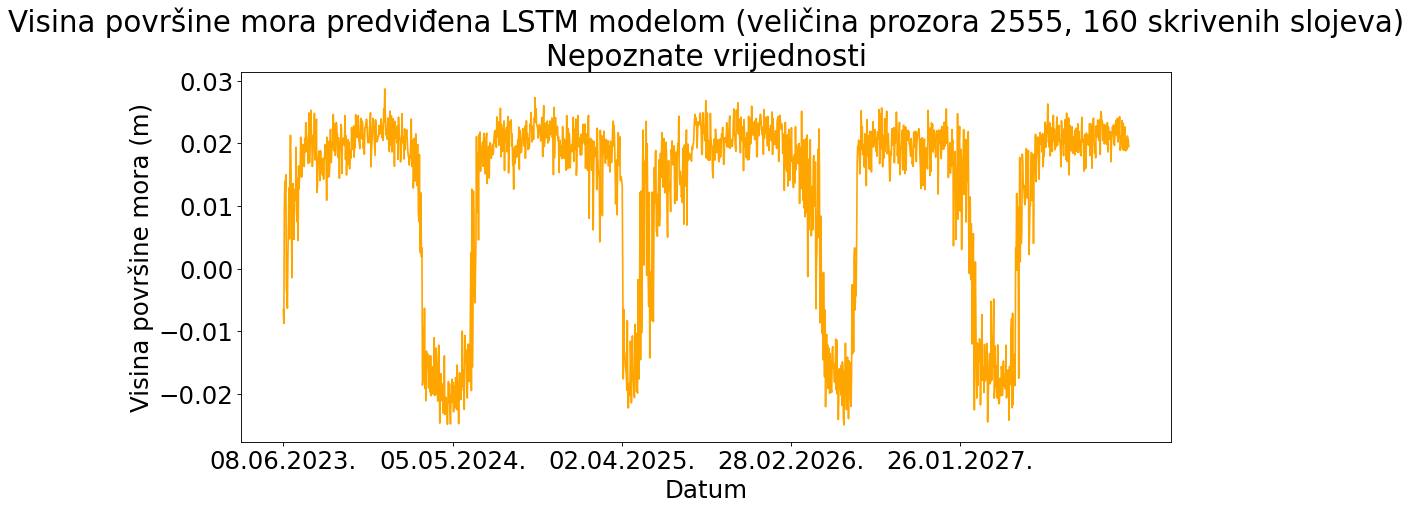 Visina površine mora predviđena LSTM modelom (veličina prozora 2555, 160 skrivenih slojeva)
Nepoznate vrijednosti
Visina površine mora (m)
0.03
0.02
0.01
0.00
−0.01
−0.02
08.06.2023. 05.05.2024. 02.04.2025. 28.02.2026. 26.01.2027.
Datum